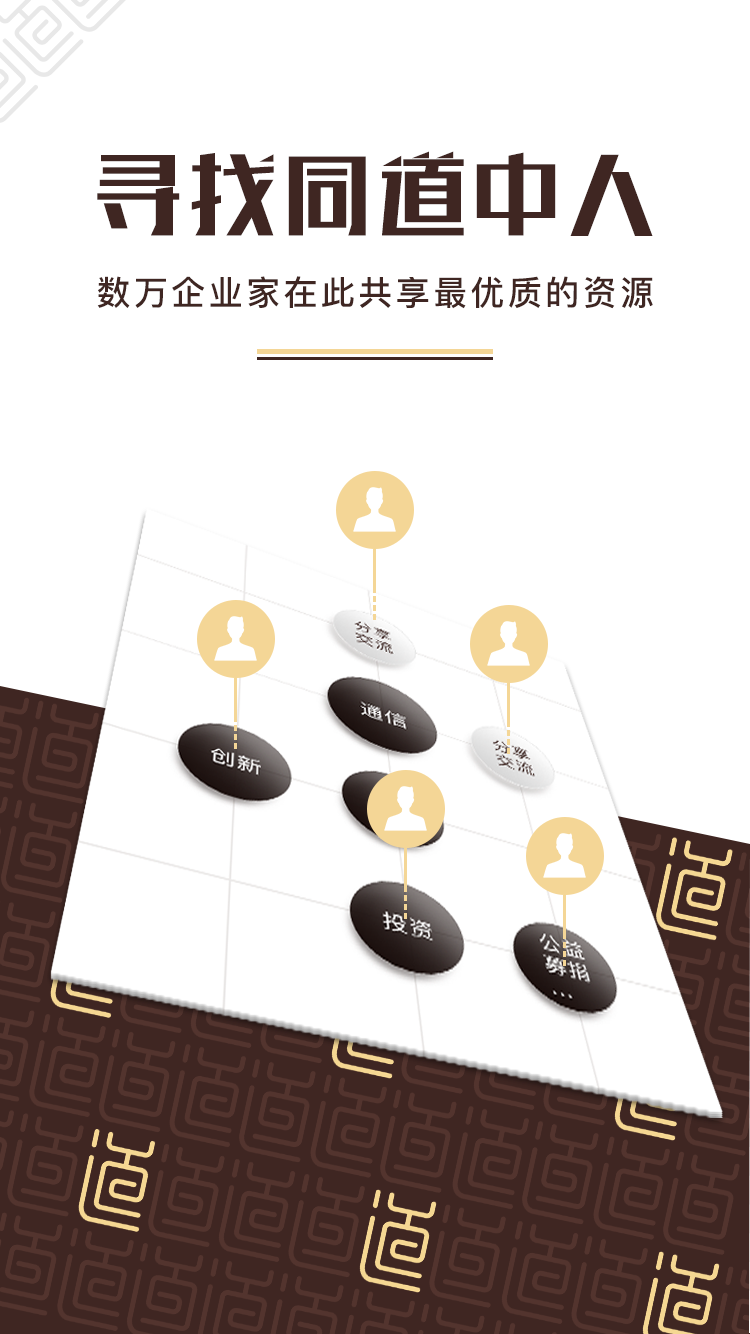 寻找同道中人
数万企业家在此共享最优质的资源
分享
交流
通信
创新
分享
交流
投资
公益
募捐
...